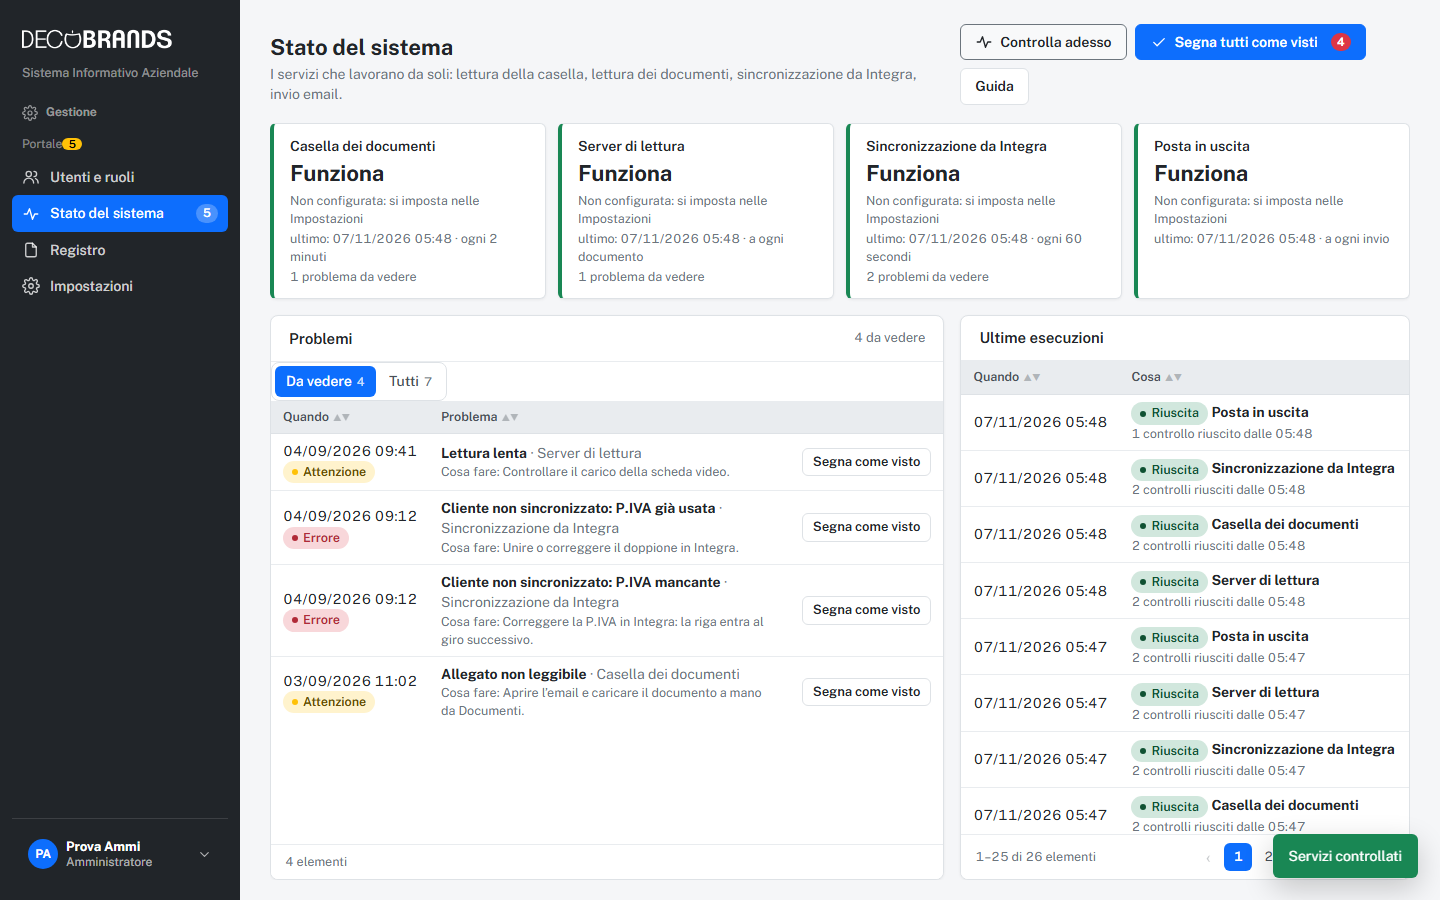 DECOBRANDS
Sistema Informativo Aziendale
Gestione
Portale 5
Utenti e ruoli
Stato del sistema 5
Registro
Impostazioni
PA
Prova Ammi
Amministratore
Stato del sistema
I servizi che lavorano da soli: lettura della casella, lettura dei documenti, sincronizzazione da Integra,
invio email.
Controlla adesso
Segna tutti come visti 4
Guida
Casella dei documenti
Funziona
Non configurata: si imposta nelle
Impostazioni
ultimo: 07/11/2026 05:48 · ogni 2
minuti
1 problema da vedere
Server di lettura
Funziona
Non configurata: si imposta nelle
Impostazioni
ultimo: 07/11/2026 05:48 · a ogni
documento
1 problema da vedere
Sincronizzazione da Integra
Funziona
Non configurata: si imposta nelle
Impostazioni
ultimo: 07/11/2026 05:48 · ogni 60
secondi
2 problemi da vedere
Posta in uscita
Funziona
Non configurata: si imposta nelle
Impostazioni
ultimo: 07/11/2026 05:48 · a ogni invio
Problemi
4 da vedere
Da vedere 4
Tutti 7
Quando
Problema
04/09/2026 09:41
Attenzione
Lettura lenta · Server di lettura
Cosa fare: Controllare il carico della scheda video.
Segna come visto
04/09/2026 09:12
Errore
Cliente non sincronizzato: P.IVA già usata ·
Sincronizzazione da Integra
Cosa fare: Unire o correggere il doppione in Integra.
Segna come visto
04/09/2026 09:12
Errore
Cliente non sincronizzato: P.IVA mancante ·
Sincronizzazione da Integra
Cosa fare: Correggere la P.IVA in Integra: la riga entra al
giro successivo.
Segna come visto
03/09/2026 11:02
Attenzione
Allegato non leggibile · Casella dei documenti
Cosa fare: Aprire l'email e caricare il documento a mano
da Documenti.
Segna come visto
4 elementi
Ultime esecuzioni
Quando
Cosa
07/11/2026 05:48
Riuscita Posta in uscita
1 controllo riuscito dalle 05:48
07/11/2026 05:48
Riuscita Sincronizzazione da Integra
2 controlli riusciti dalle 05:48
07/11/2026 05:48
Riuscita Casella dei documenti
2 controlli riusciti dalle 05:48
07/11/2026 05:48
Riuscita Server di lettura
2 controlli riusciti dalle 05:48
07/11/2026 05:47
Riuscita Posta in uscita
2 controlli riusciti dalle 05:47
07/11/2026 05:47
Riuscita Server di lettura
2 controlli riusciti dalle 05:47
07/11/2026 05:47
Riuscita Sincronizzazione da Integra
2 controlli riusciti dalle 05:47
07/11/2026 05:47
Riuscita Casella dei documenti
2 controlli riusciti dalle 05:47
1–25 di 26 elementi
‹ 1 2
Servizi controllati